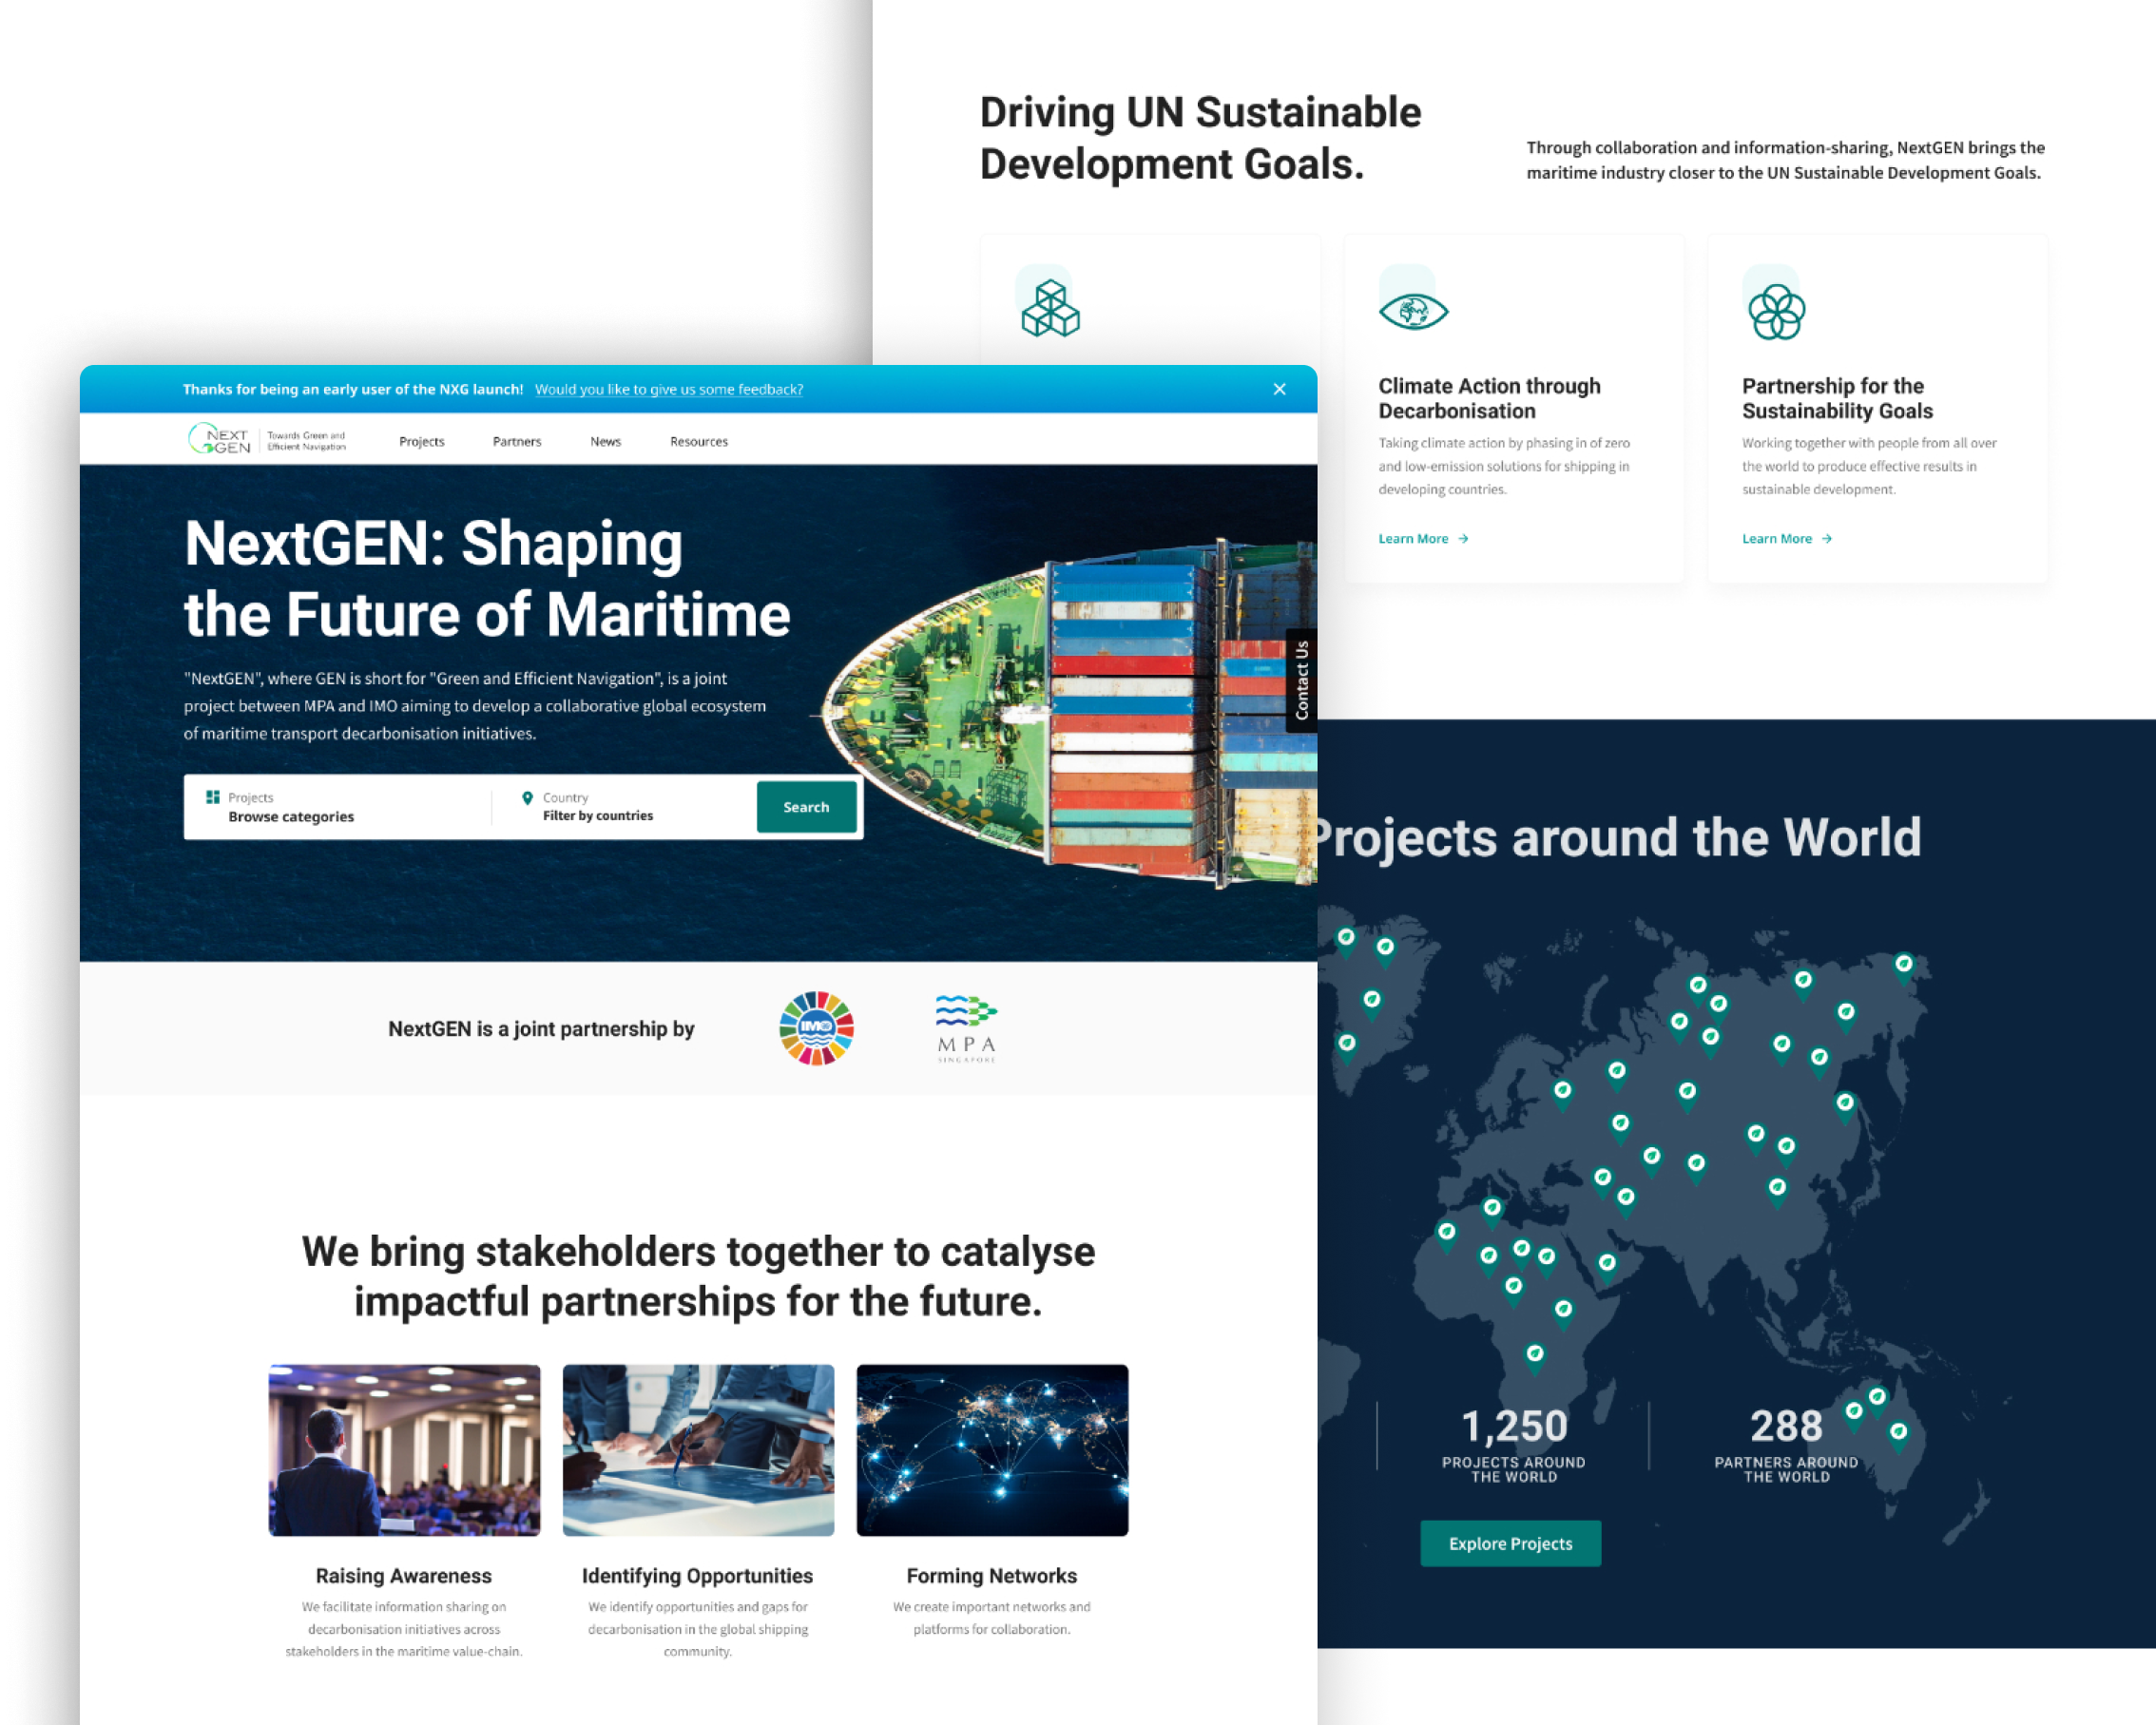 Driving UN Sustainable
Development Goals.
Through collaboration and information-sharing, NextGEN brings the
maritime industry closer to the UN Sustainable Development Goals.
Climate Action through
Decarbonisation
Taking climate action by phasing in of zero
and low-emission solutions for shipping in
developing countries.
Learn More
Partnership for the
Sustainability Goals
Working together with people from all over
the world to produce effective results in
sustainable development.
Learn More
Thanks for being an early user of the NXG launch! Would you like to give us some feedback?
NEXT
GEN
Towards Green and
Efficient Navigation
Projects
Partners
News
Resources
NextGEN: Shaping
the Future of Maritime
"NextGEN", where GEN is short for "Green and Efficient Navigation", is a joint
project between MPA and IMO aiming to develop a collaborative global ecosystem
of maritime transport decarbonisation initiatives.
Projects
Browse categories
Country
Filter by countries
Search
Contact Us
NextGEN is a joint partnership by
IMO
MPA
SINGAPORE
We bring stakeholders together to catalyse
impactful partnerships for the future.
Raising Awareness
We facilitate information sharing on
decarbonisation initiatives across
stakeholders in the maritime value-chain.
Identifying Opportunities
We identify opportunities and gaps for
decarbonisation in the global shipping
community.
Forming Networks
We create important networks and
platforms for collaboration.
Projects around the World
1,250
PROJECTS AROUND
THE WORLD
288
PARTNERS AROUND
THE WORLD
Explore Projects